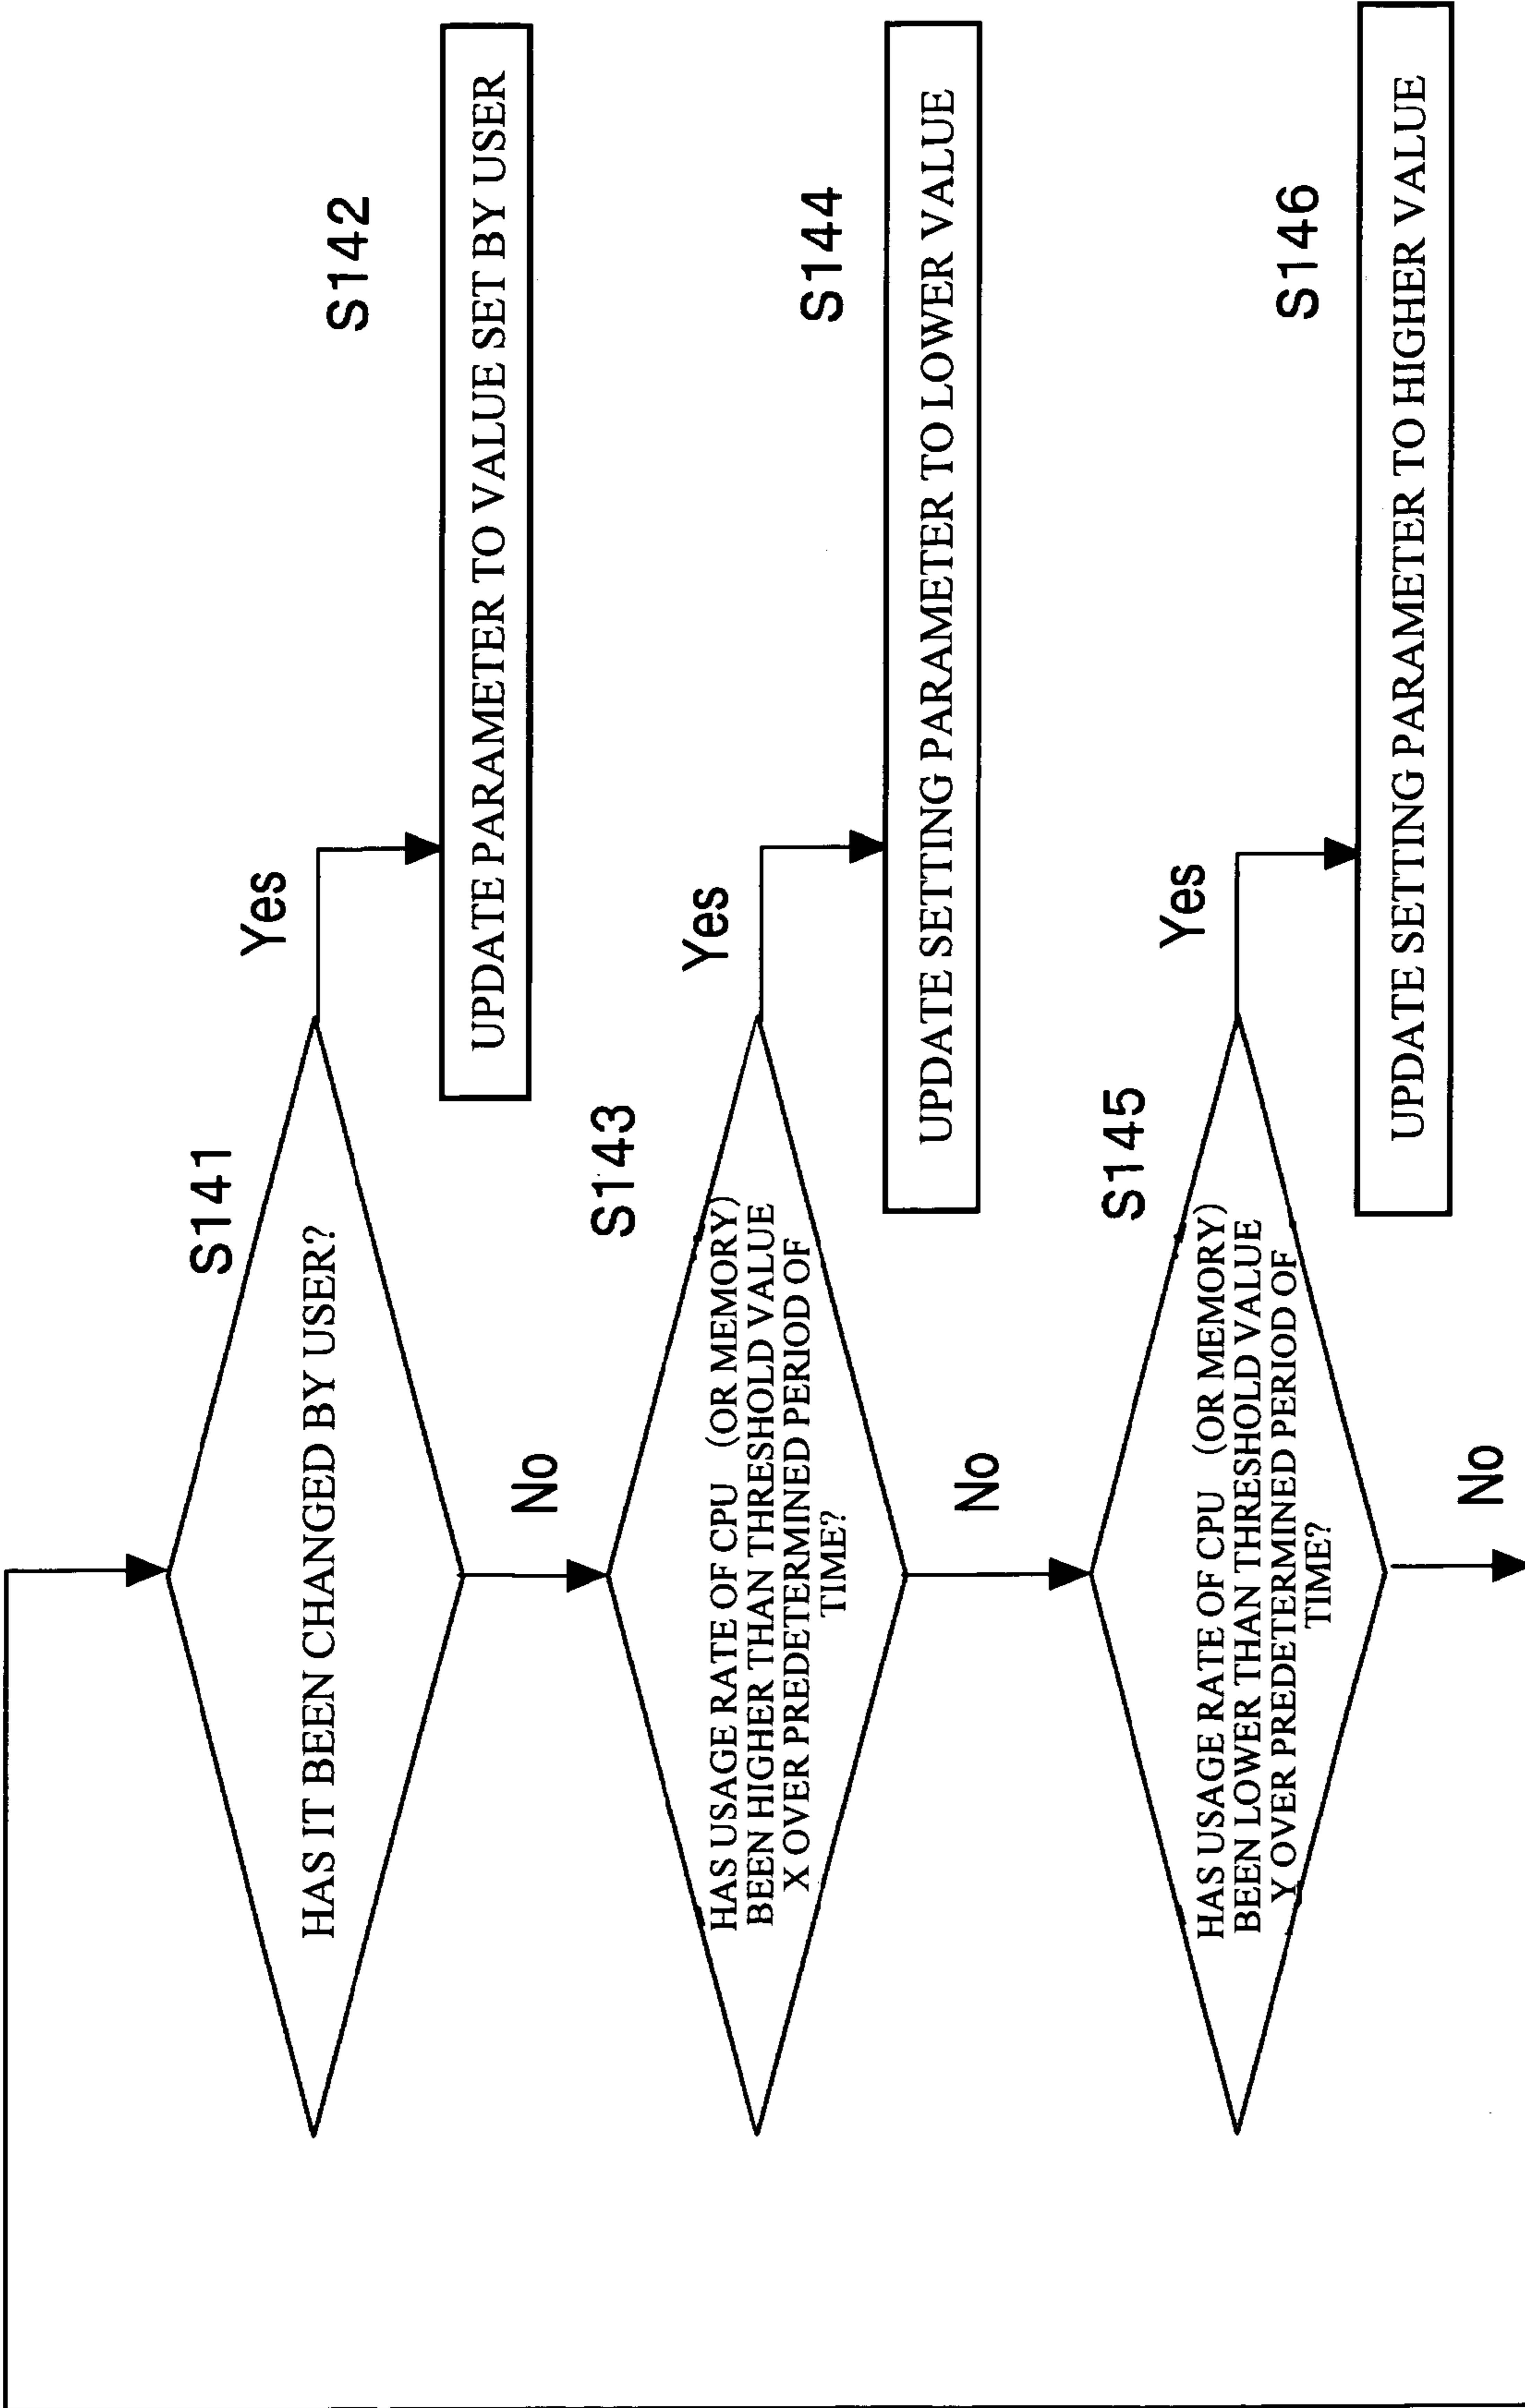 S141
HAS IT BEEN CHANGED BY USER?
Yes
S142
UPDATE PARAMETER TO VALUE SET BY USER
No
S143
HAS USAGE RATE OF CPU (OR MEMORY)
BEEN HIGHER THAN THRESHOLD VALUE
X OVER PREDETERMINED PERIOD OF
TIME?
Yes
S144
UPDATE SETTING PARAMETER TO LOWER VALUE
No
S145
HAS USAGE RATE OF CPU (OR MEMORY)
BEEN LOWER THAN THRESHOLD VALUE
Y OVER PREDETERMINED PERIOD OF
TIME?
Yes
S146
UPDATE SETTING PARAMETER TO HIGHER VALUE
No